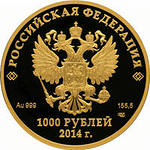 РОССИЙСКАЯ ФЕДЕРАЦИЯ
Au 999
155,5
1000 РУБЛЕЙ
2014 г.